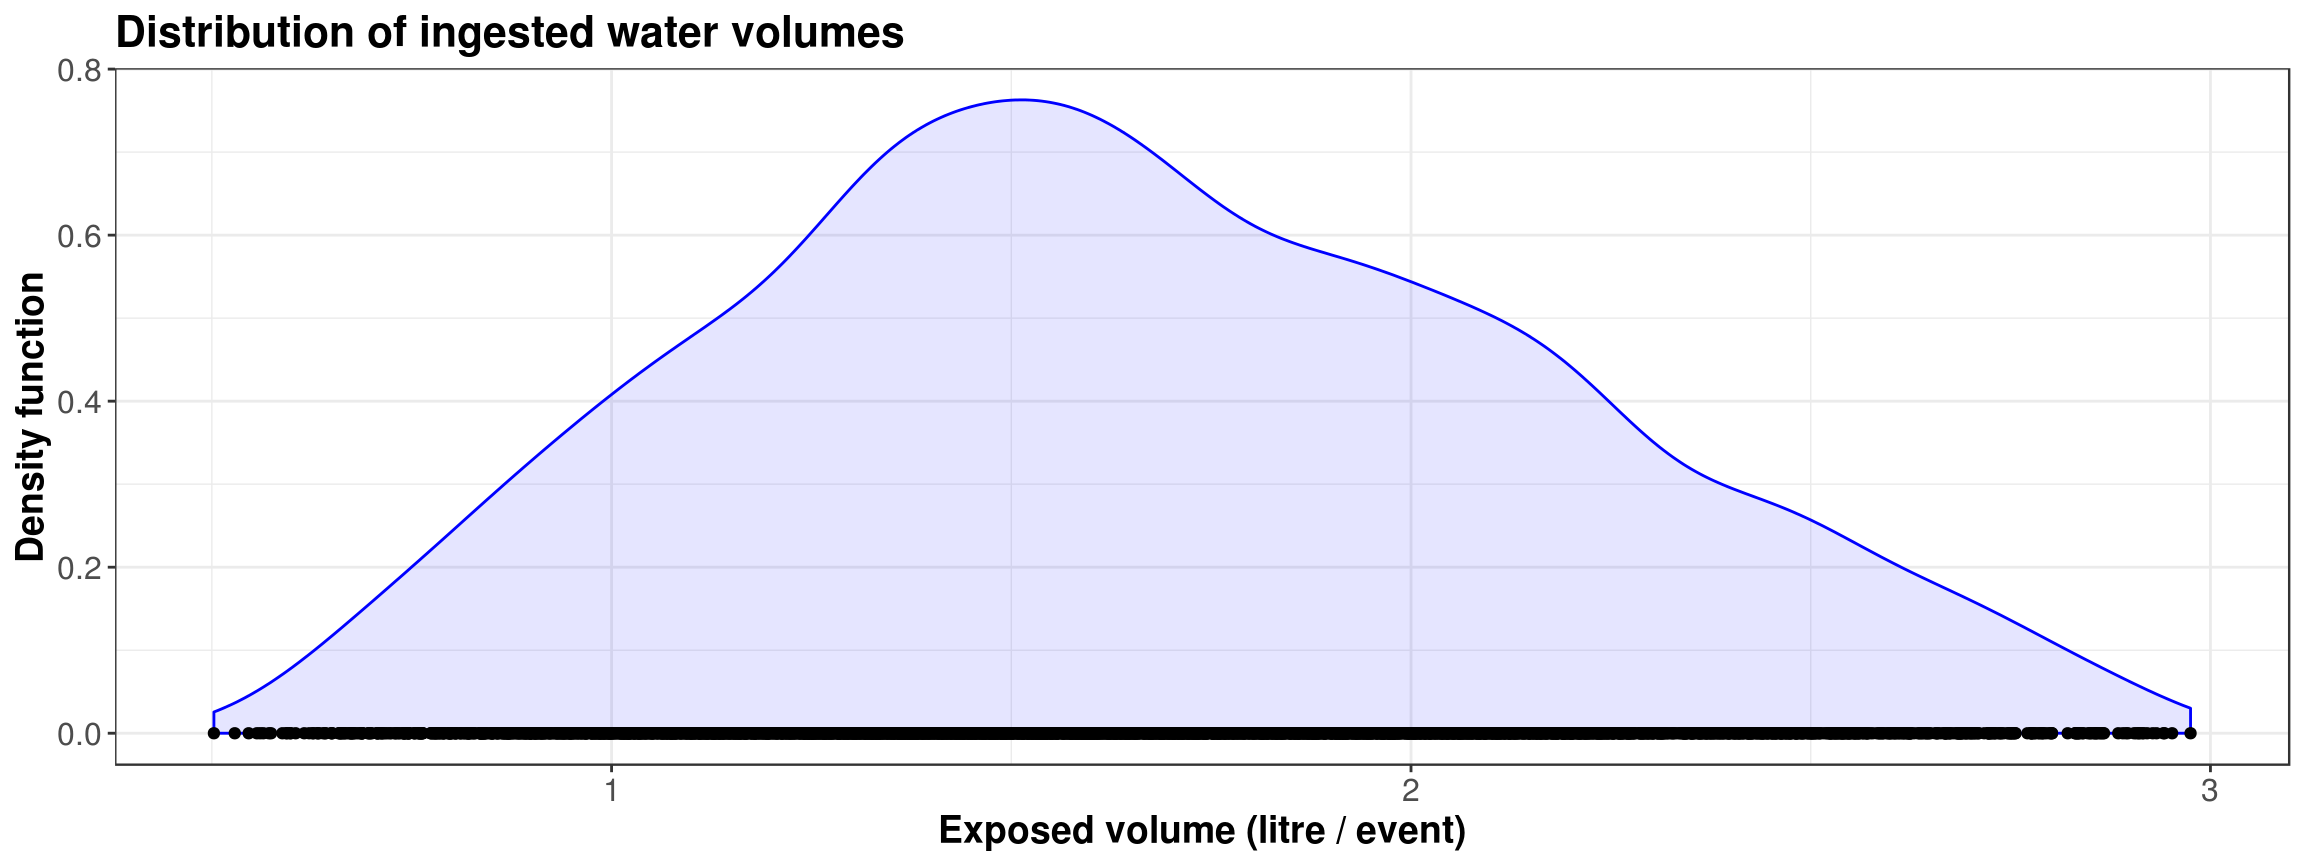 Distribution of ingested water volumes
0.8
0.6
0.4
0.2
0.0
Density function
1 2 3
Exposed volume (litre / event)